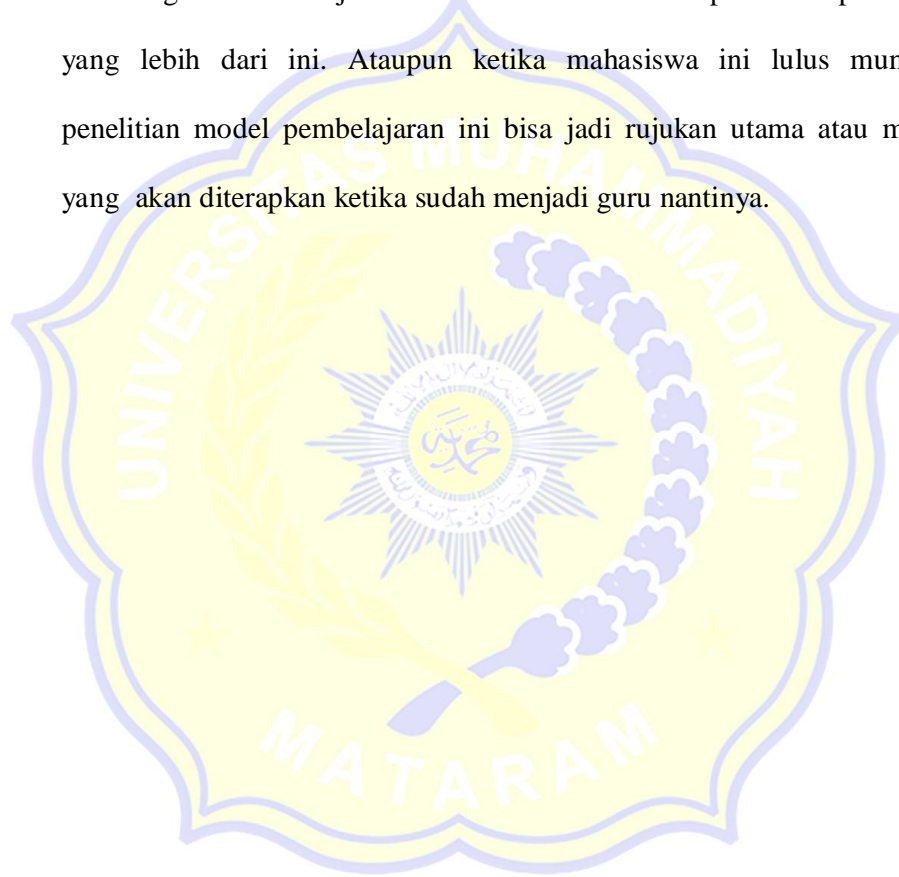 yang lebih dari ini. Ataupun ketika mahasiswa ini lulus
penelitian model pembelajaran ini bisa jadi rujukan utama atau
yang akan diterapkan ketika sudah menjadi guru nantinya.
UNIVERSITAS MUHAMMADIYAH
MATARAM